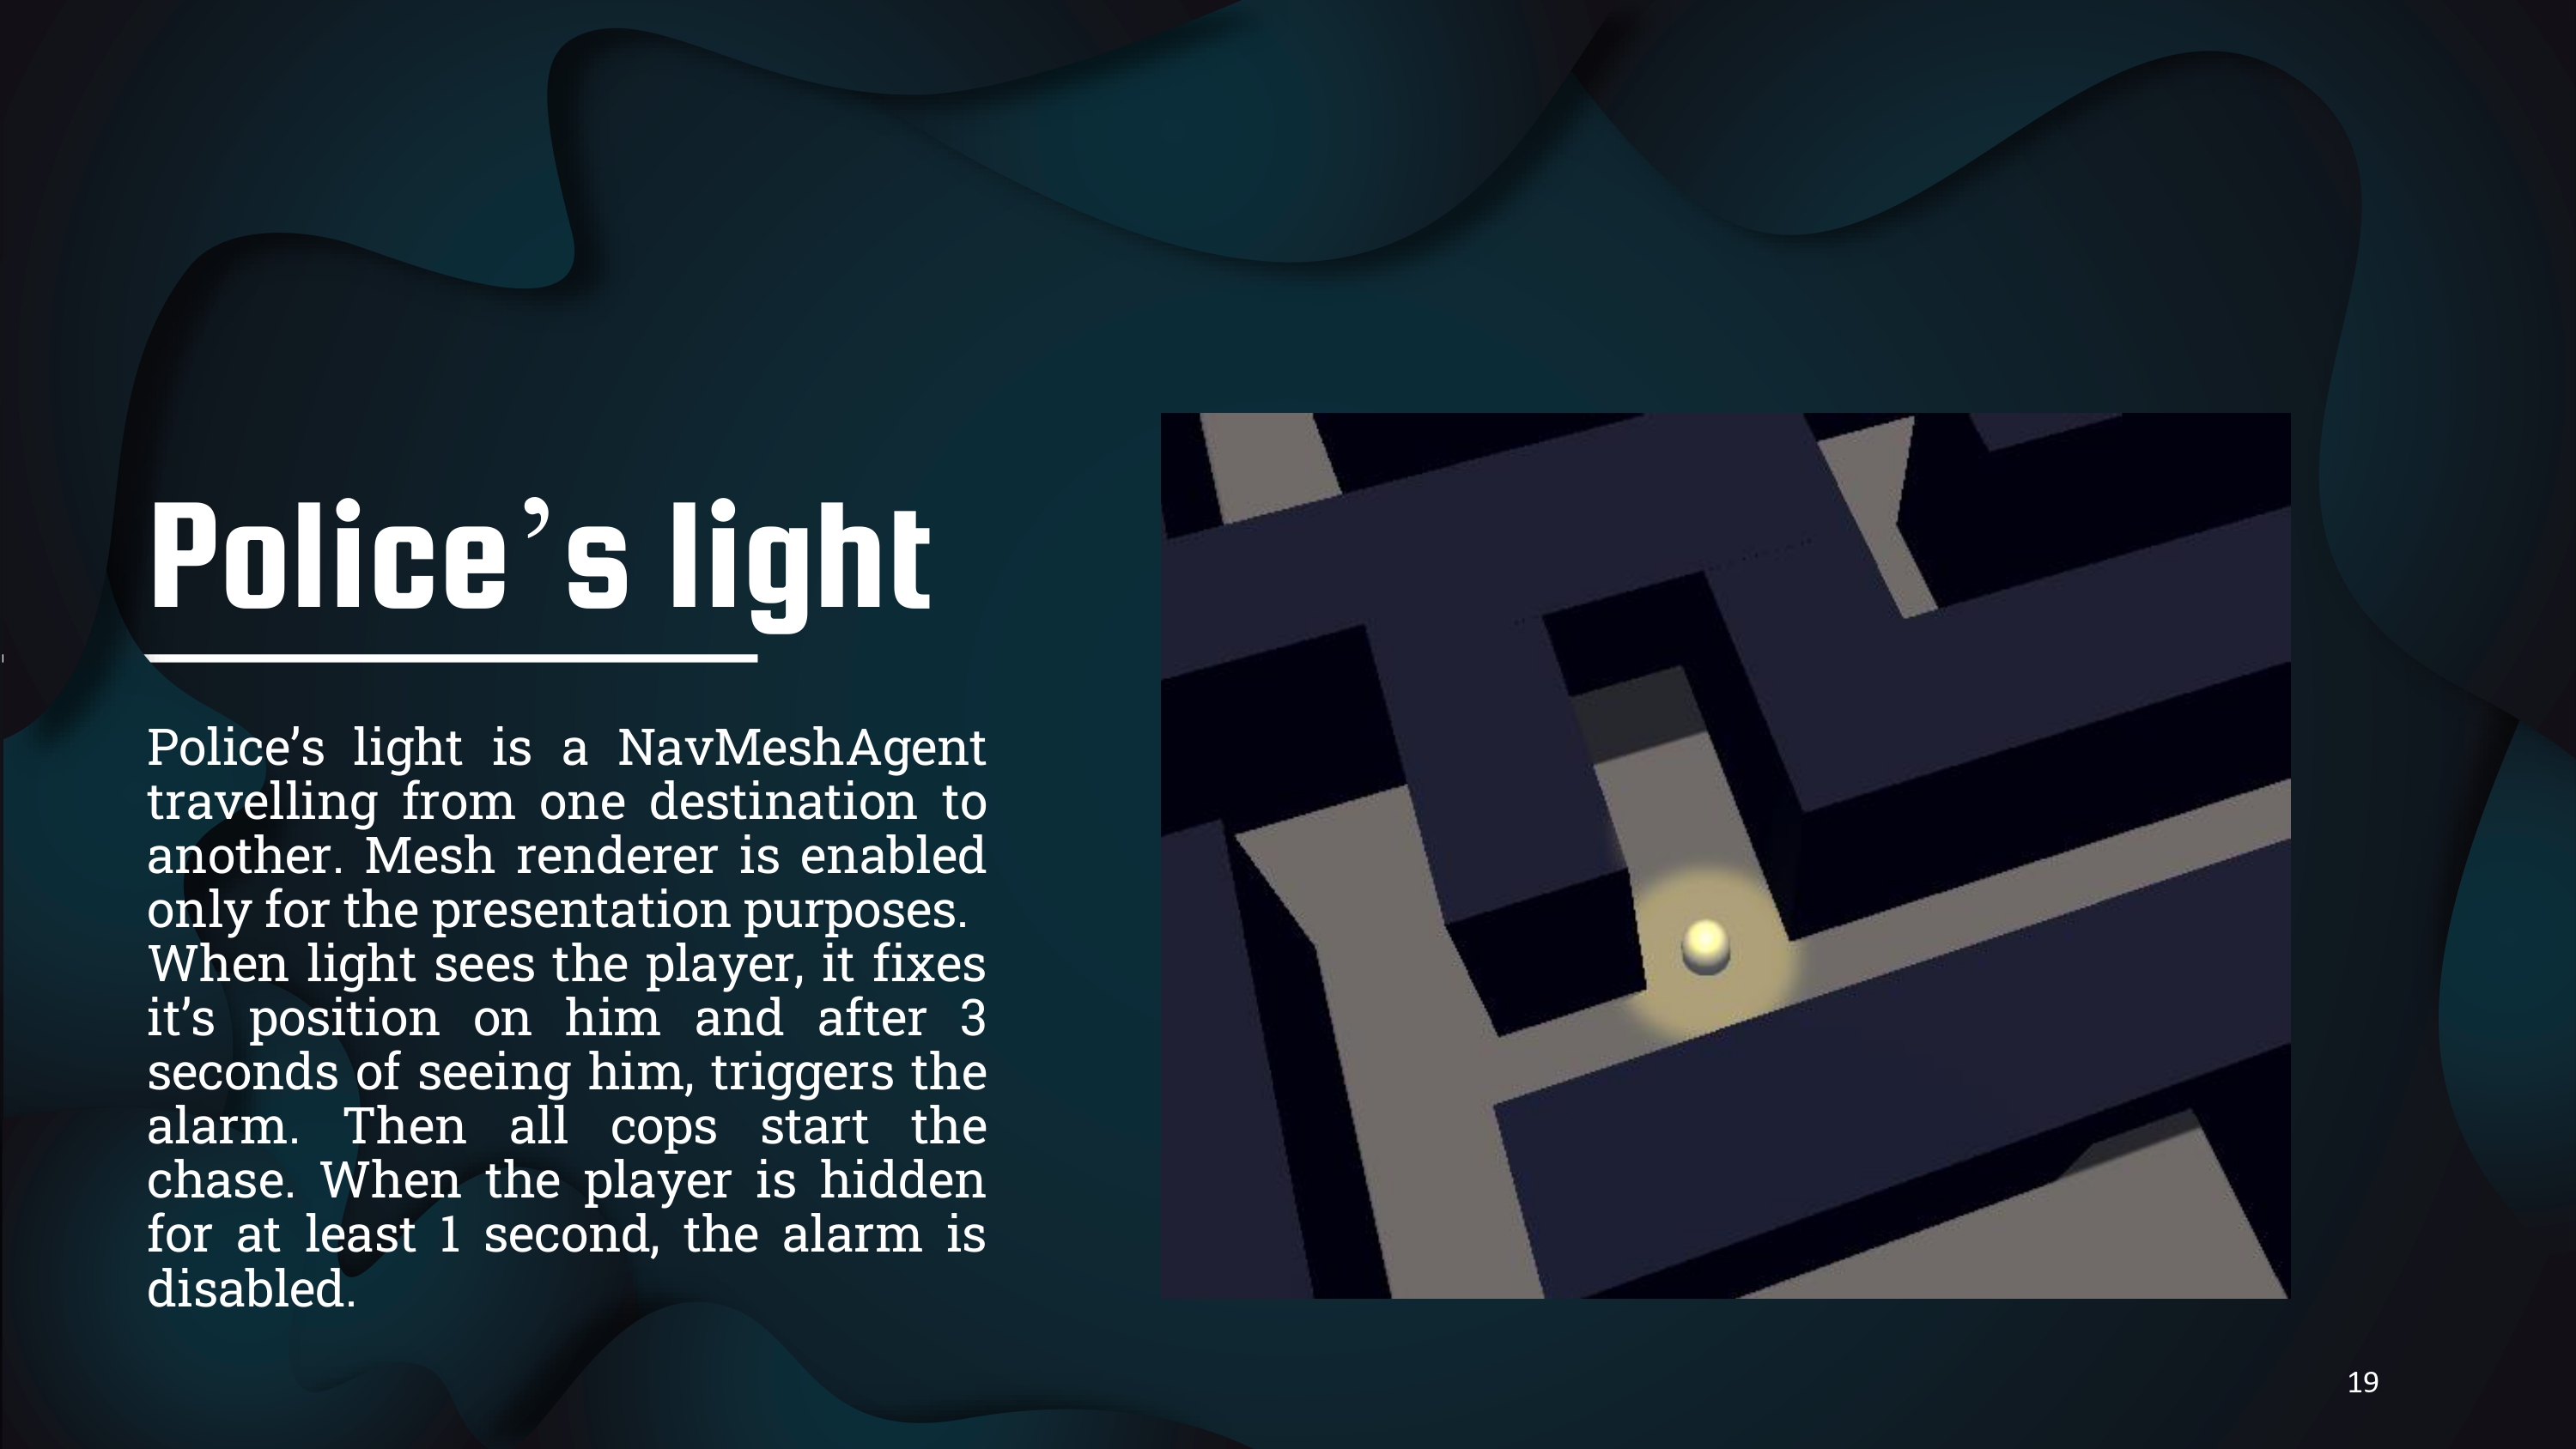 Police’s light
Police’s light is a NavMeshAgent
travelling from one destination to
another. Mesh renderer is enabled
only for the presentation purposes.
When light sees the player, it fixes
it’s position on him and after 3
seconds of seeing him, triggers the
alarm. Then all cops start the
chase. When the player is hidden
for at least 1 second, the alarm is
disabled.
19